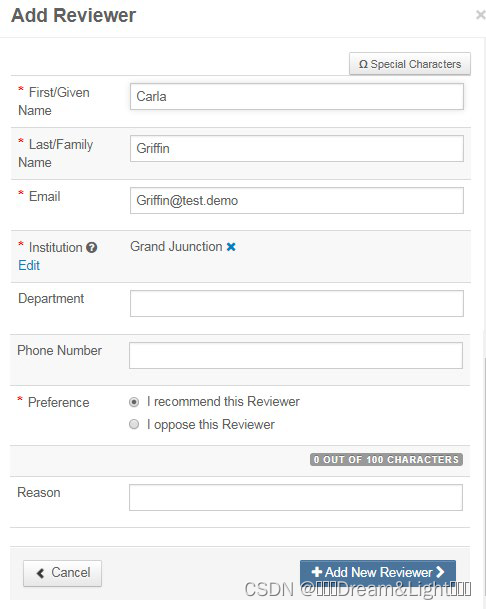 Add Reviewer
×
Ω Special Characters
* First/Given
Name
Carla
* Last/Family
Name
Griffin
* Email
Griffin@test.demo
* Institution ?
Edit
Grand Juunction ×
Department
Phone Number
* Preference
I recommend this Reviewer
I oppose this Reviewer
0 OUT OF 100 CHARACTERS
Reason
Cancel
Add New Reviewer
CSDN @Dream&Light